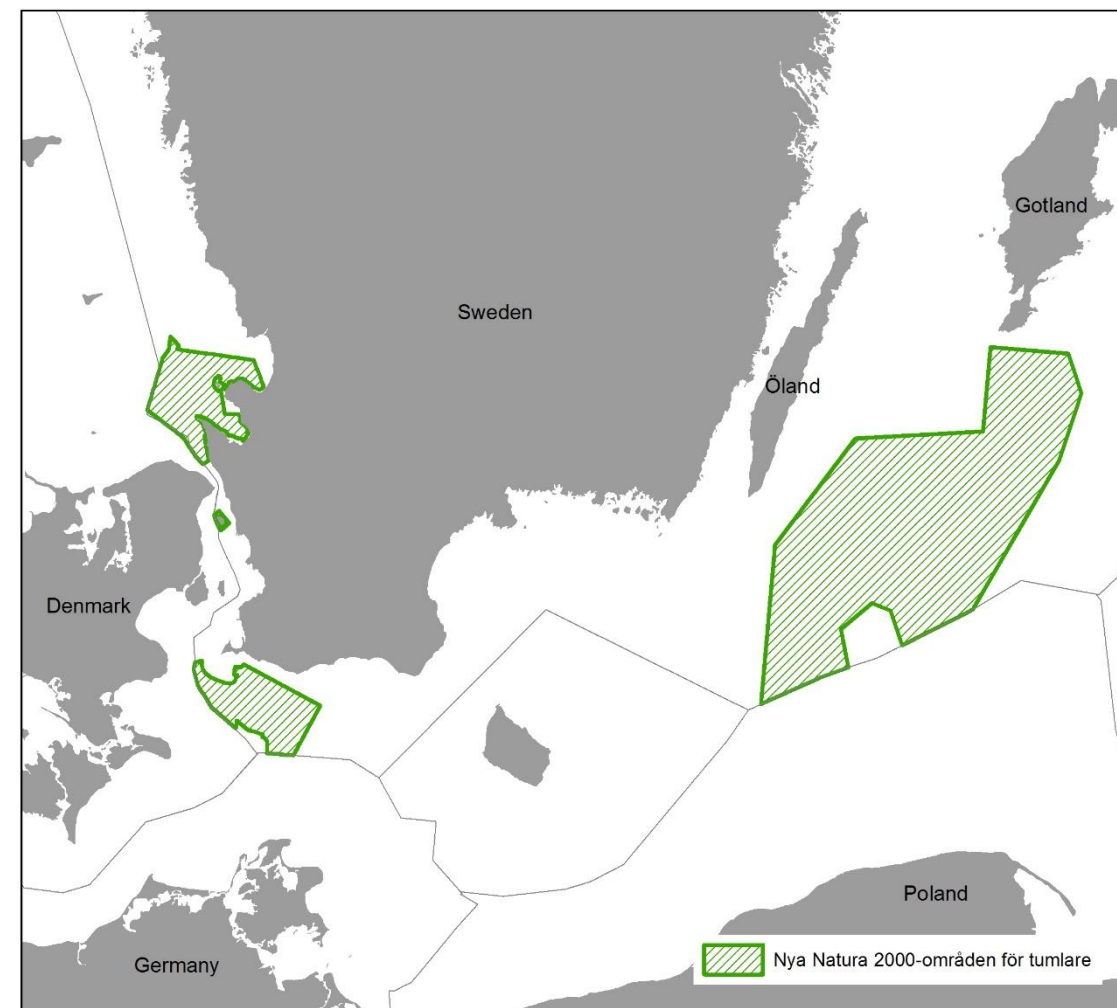 Gotland
Sweden
Öland
Denmark
Poland
Germany
Nya Natura 2000-områden för tumlare